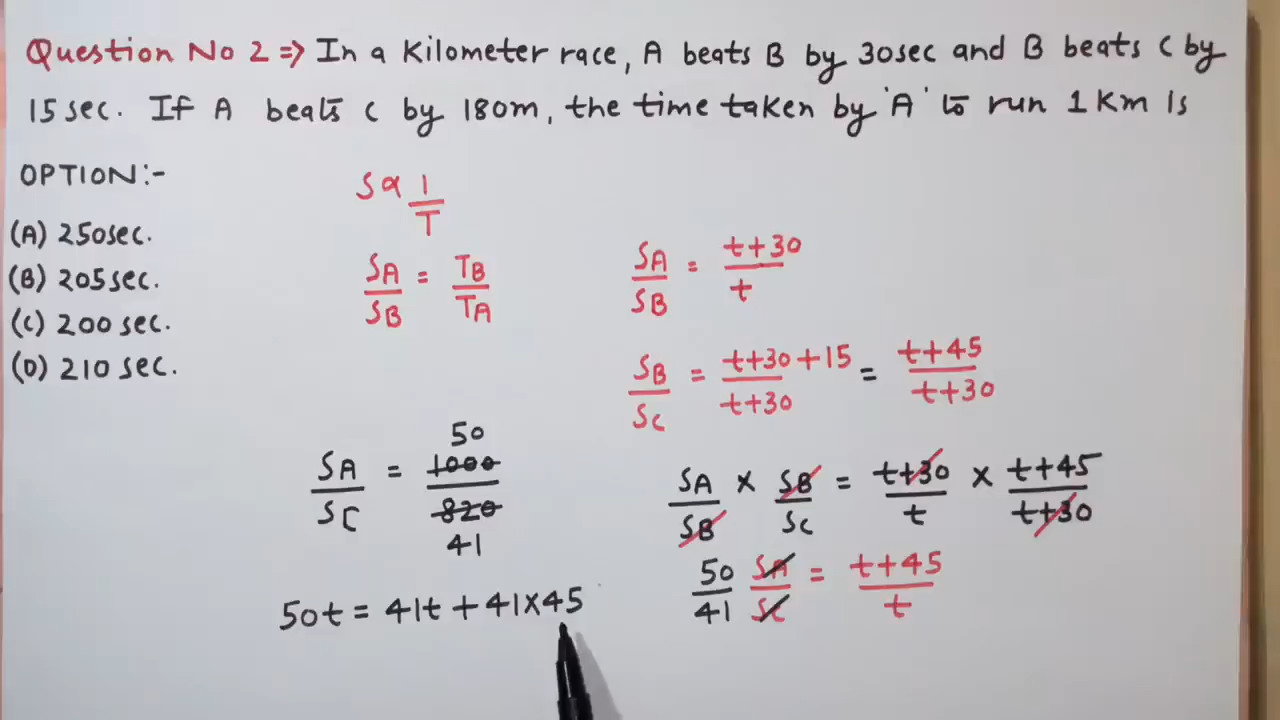 Question No 2 => In a Kilometer race, A beats B by 30sec and B beats C by
15 sec. If A beats C by 180m, the time taken by 'A' to run 1 Km is
OPTION:-
(A) 250sec.
(B) 205 sec.
(C) 200 sec.
(D) 210 sec.
S ∝ 1/T
SA/SB = TB/TA
SA/SB = t+30/t
SB/SC = t+30+15/t+30 = t+45/t+30
50
SA/SC = 1000/820
41
SA/SB × SB/SC = t+30/t × t+45/t+30
50/41 SA/SC = t+45/t
50t = 41t + 41×45